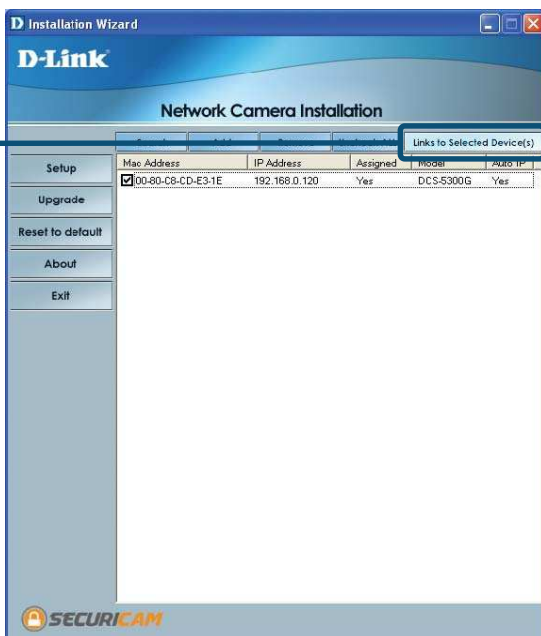 D Installation Wizard
D-Link
Network Camera Installation
Links to Selected Device(s)
Setup
Upgrade
Reset to default
About
Exit
Mac Address IP Address Assigned Model Auto IP
00-80-C8-CD-E3-1E 192.168.0.120 Yes DCS-5300G Yes
SECURICAM